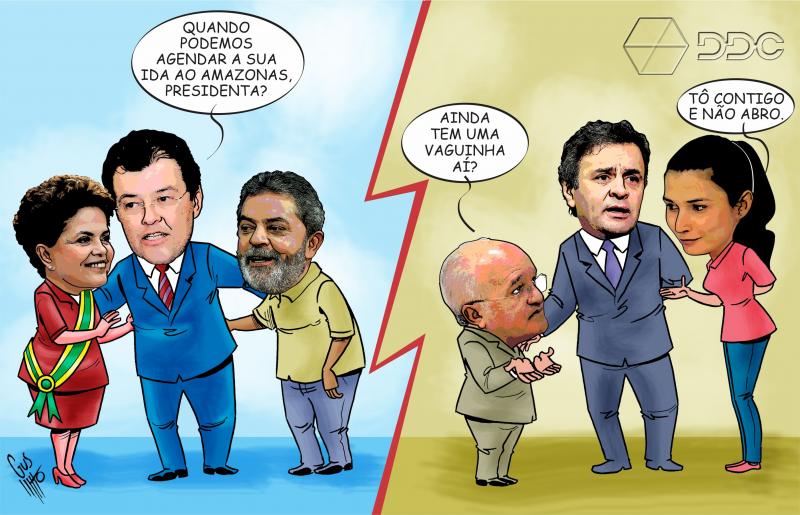 QUANDO
PODEMOS
AGENDAR A SUA
IDA AO AMAZONAS,
PRESIDENTA?
AINDA
TEM UMA
VAGUINHA
AÍ?
TÔ CONTIGO
E NÃO ABRO.
DDC